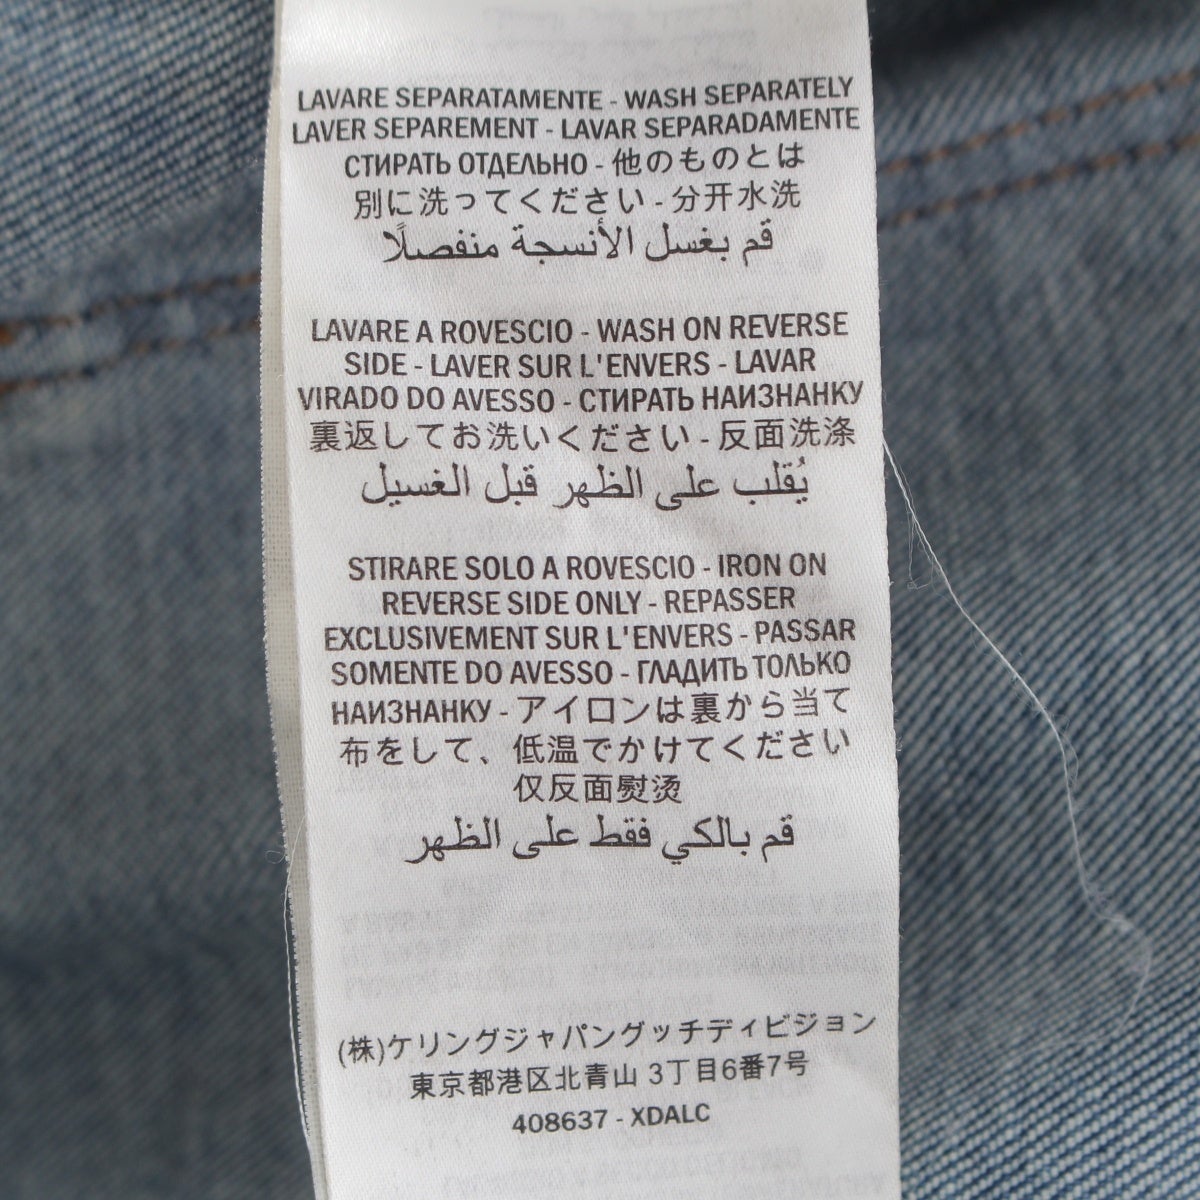 LAVARE SEPARATAMENTE - WASH SEPARATELY
LAVER SEPAREMENT - LAVAR SEPARADAMENTE
СТИРАТЬ ОТДЕЛЬНО - 他のものとは
別に洗ってください - 分开水洗
قم بغسل الأنسجة منفصلًا
LAVARE A ROVESCIO - WASH ON REVERSE
SIDE - LAVER SUR L'ENVERS - LAVAR
VIRADO DO AVESSO - СТИРАТЬ НАИЗНАНКУ
裏返してお洗いください - 反面洗涤
يُقلب على الظهر قبل الغسيل
STIRARE SOLO A ROVESCIO - IRON ON
REVERSE SIDE ONLY - REPASSER
EXCLUSIVEMENT SUR L'ENVERS - PASSAR
SOMENTE DO AVESSO - ГЛАДИТЬ ТОЛЬКО
НАИЗНАНКУ - アイロンは裏から当て
布をして、低温でかけてください
仅反面熨烫
قم بالكي فقط على الظهر
(株)ケリングジャパングッチディビジョン
東京都港区北青山 3丁目6番7号
408637 - XDALC